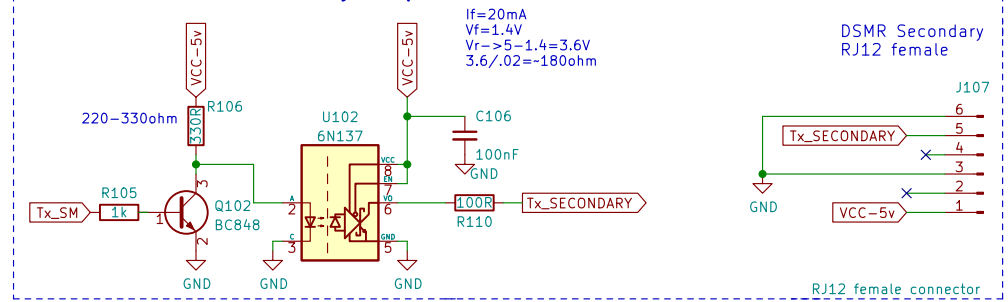 If=20mA
Vf=1.4V
Vr->5-1.4=3.6V
3.6/.02=~180ohm
DSMR Secondary
RJ12 female
VCC-5v
R106
330R
220-330ohm
VCC-5v
C106
100nF
GND
U102
6N137
VCC
8
EN
7
VO
6
GND
5
A
2
C
3
R105
1k
Tx_SM
1
3
2
Q102
BC848
GND
GND
GND
100R
R110
Tx_SECONDARY
J107
6
Tx_SECONDARY
5
4
3
2
VCC-5v
1
GND
RJ12 female connector